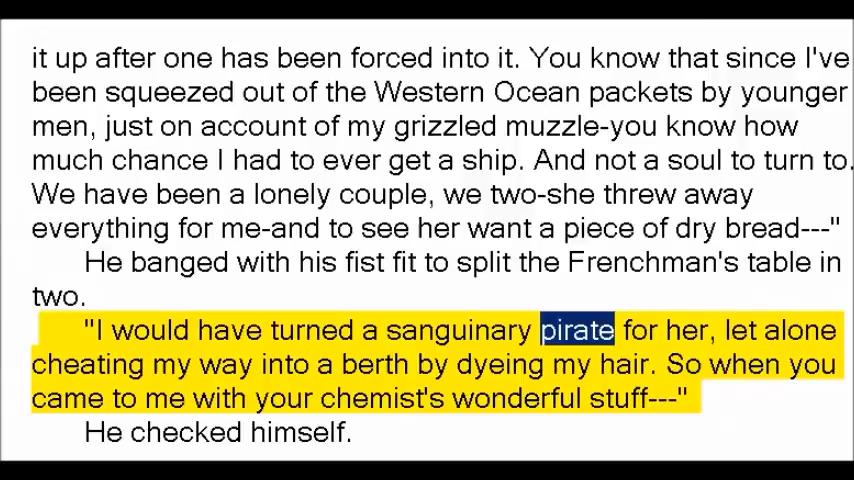 it up after one has been forced into it. You know that since I've
been squeezed out of the Western Ocean packets by younger
men, just on account of my grizzled muzzle-you know how
much chance I had to ever get a ship. And not a soul to turn to.
We have been a lonely couple, we two-she threw away
everything for me-and to see her want a piece of dry bread---"
He banged with his fist fit to split the Frenchman's table in
two.
"I would have turned a sanguinary pirate for her, let alone
cheating my way into a berth by dyeing my hair. So when you
came to me with your chemist's wonderful stuff---"
He checked himself.